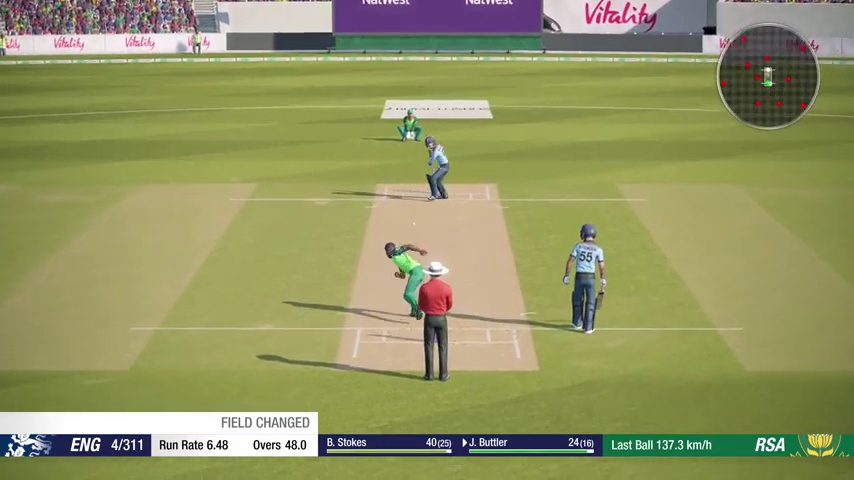 NatWest NatWest
Vitality
Vitality Vitality Vitality
55
FIELD CHANGED
ENG 4/311 Run Rate 6.48 Overs 48.0 B. Stokes 40(25) J. Buttler 24(16) Last Ball 137.3 km/h RSA